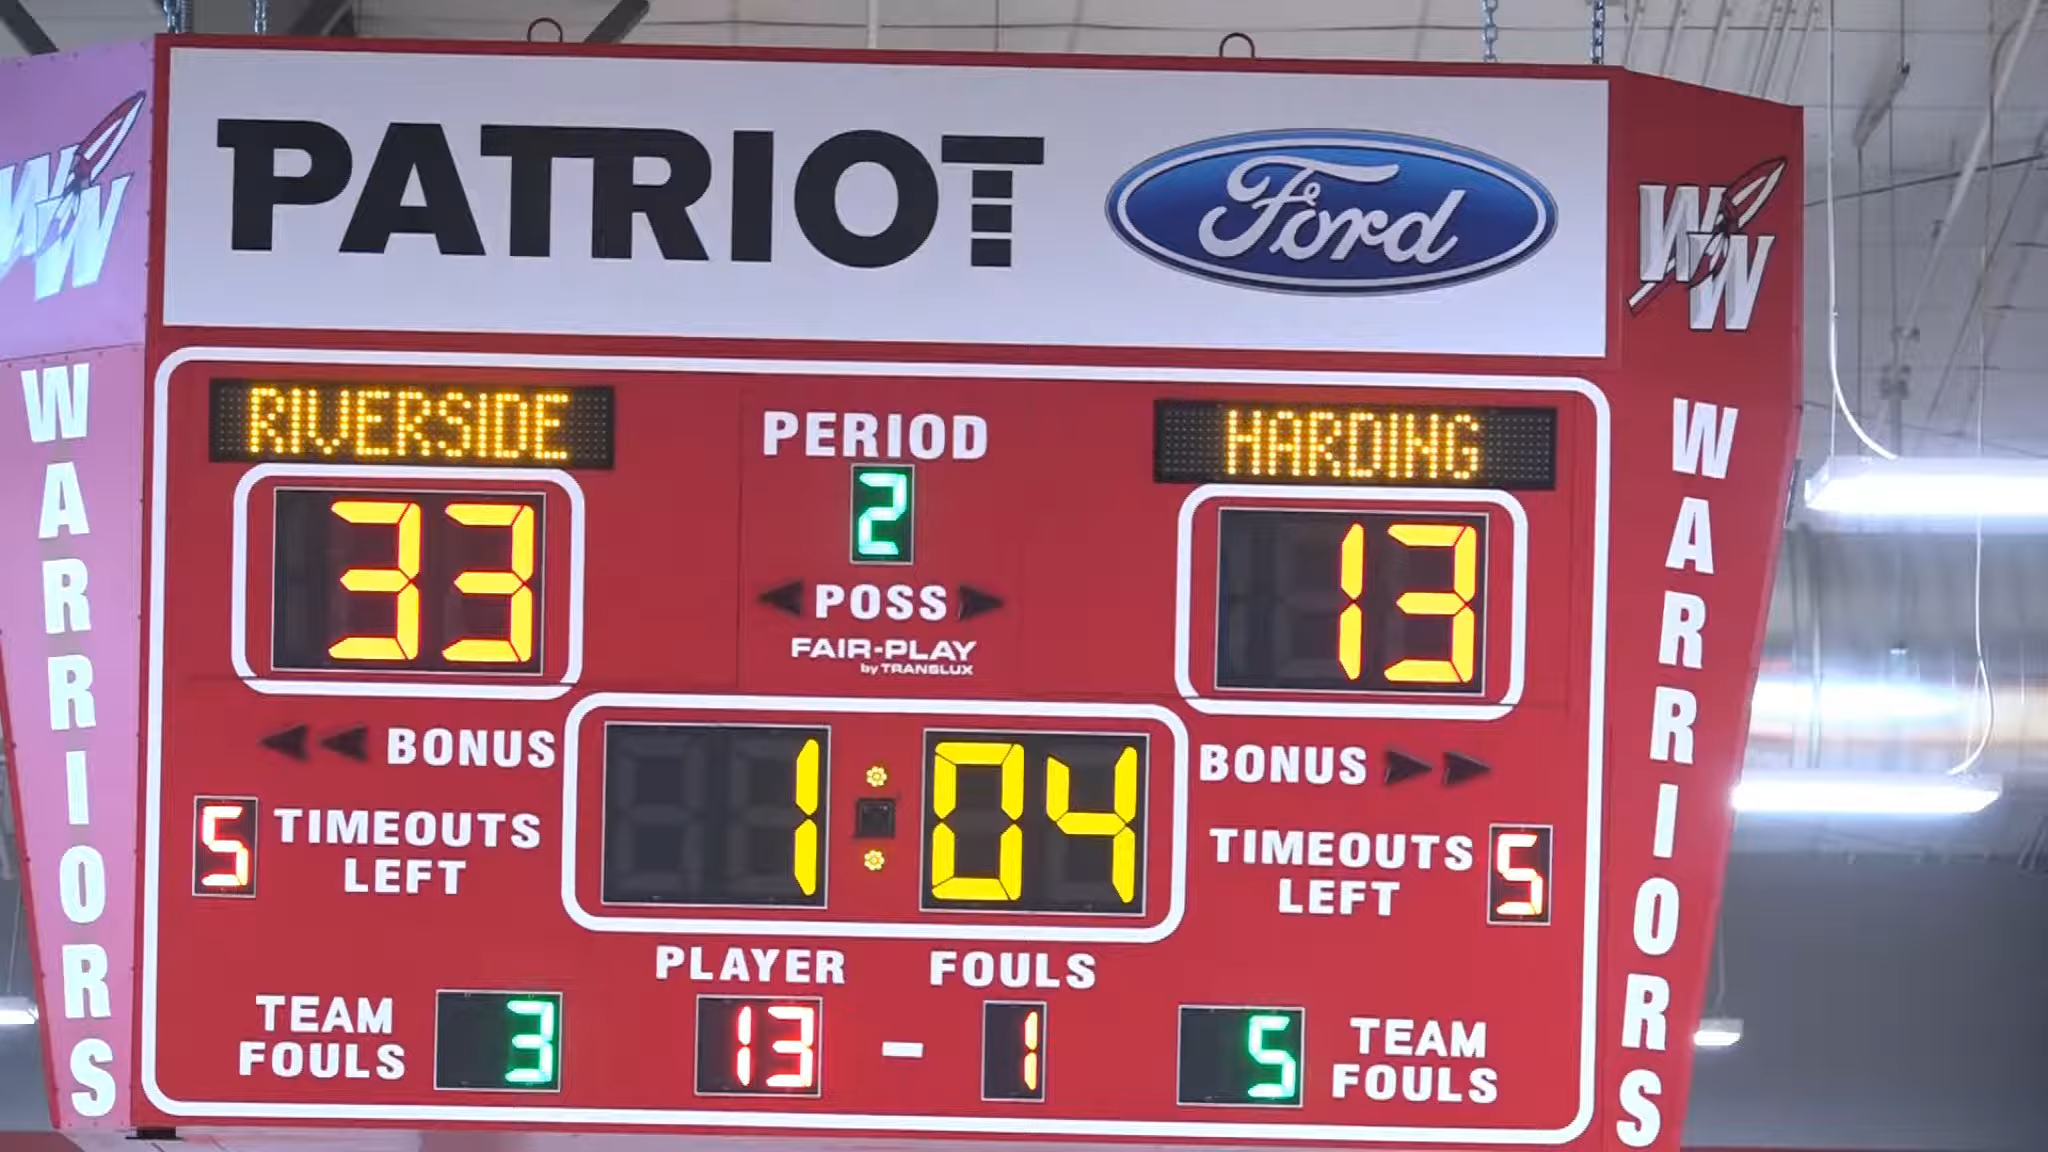 PATRIOT Ford
WW
WW
RIVERSIDE
PERIOD
HARDING
33
2
13
POSS
FAIR-PLAY
by TRANSLUX
BONUS
1:04
BONUS
5
TIMEOUTS
LEFT
TIMEOUTS
LEFT
5
PLAYER FOULS
TEAM
FOULS
3
13 - 1
5
TEAM
FOULS
WARRIORS
WARRIORS